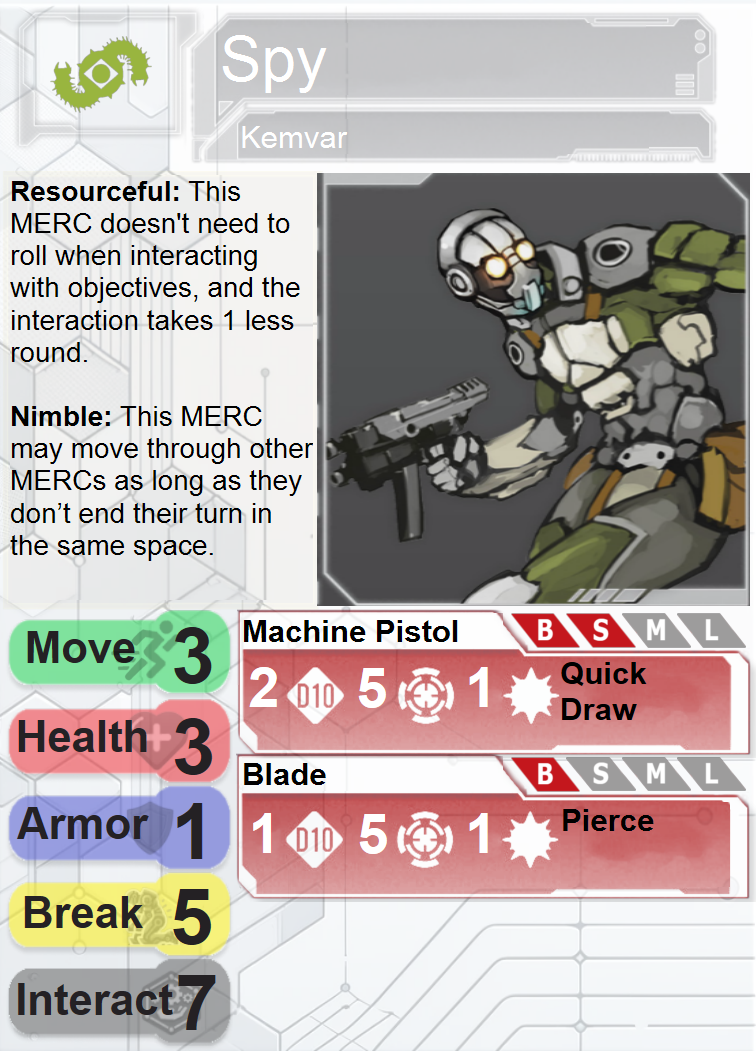 Spy
Kemvar
Resourceful: This
MERC doesn't need to
roll when interacting
with objectives, and the
interaction takes 1 less
round.
Nimble: This MERC
may move through other
MERCs as long as they
don’t end their turn in
the same space.
Move 3
Health 3
Armor 1
Break 5
Interact 7
Machine Pistol B S M L
2 D10 5 1 Quick
Draw
Blade B S M L
1 D10 5 1 Pierce